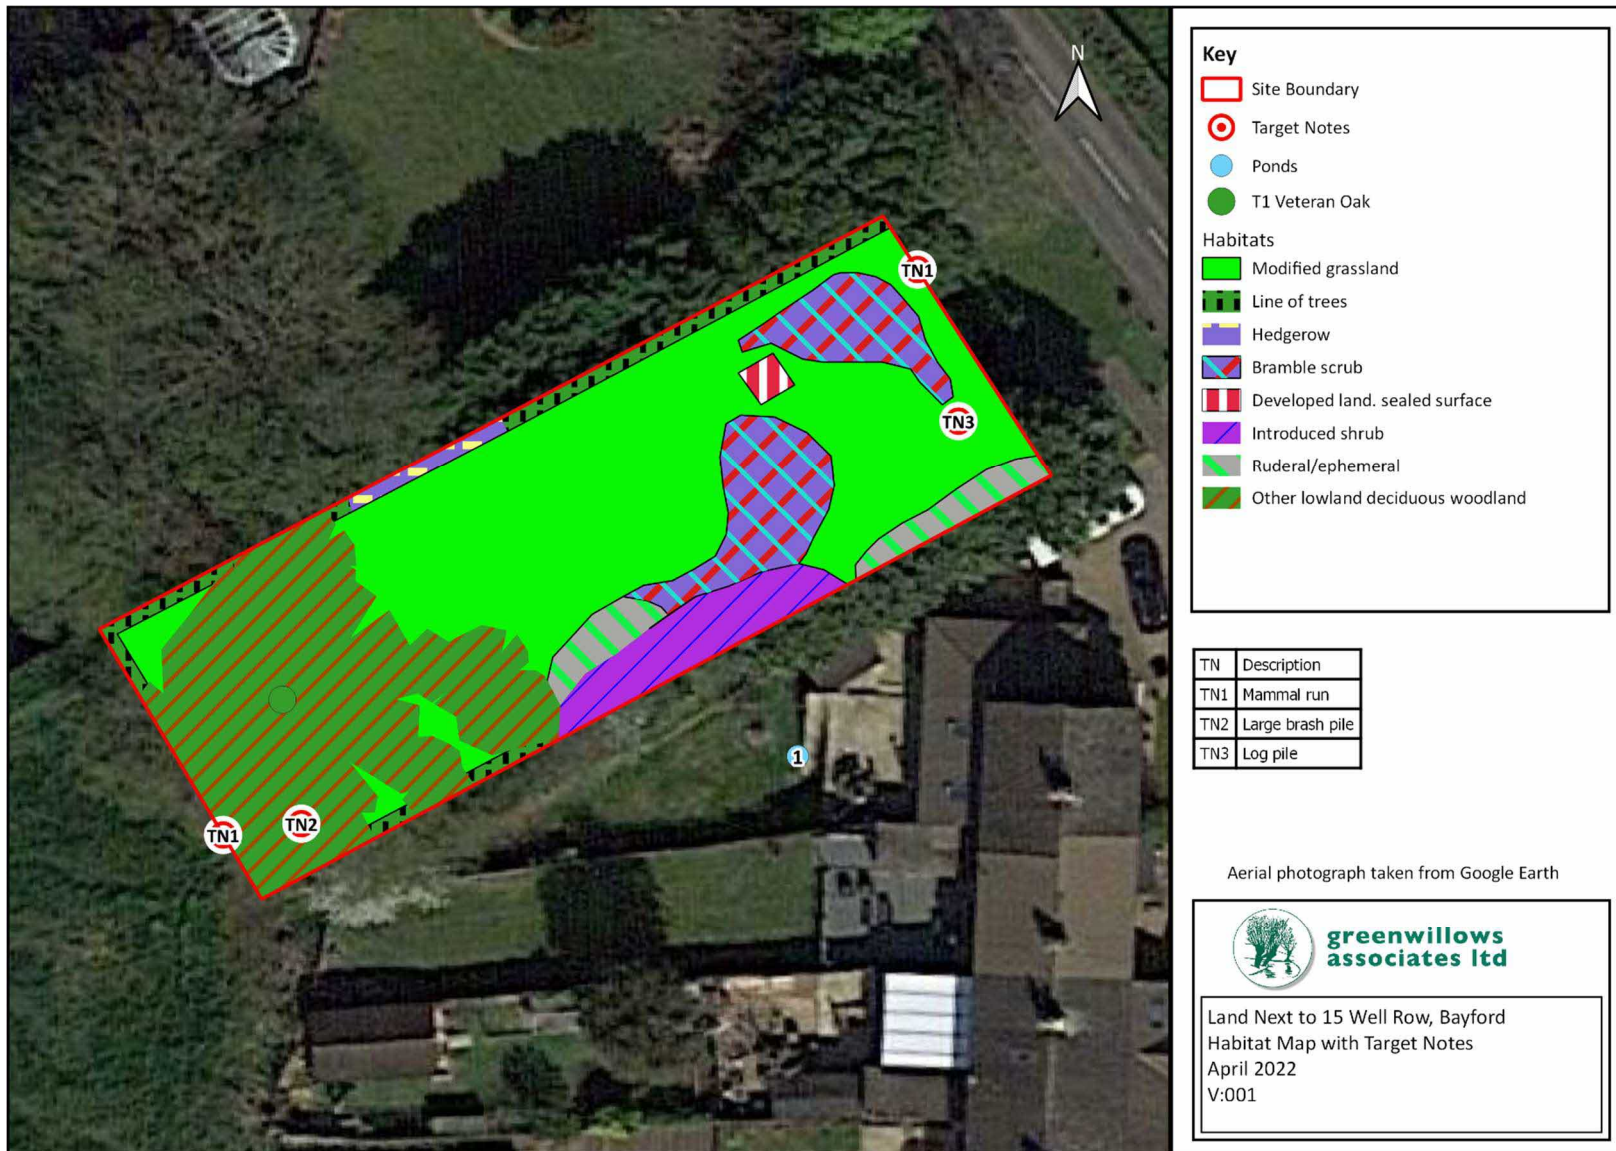 N
TN1
TN3
1
TN1
TN2
Key
Site Boundary
Target Notes
Ponds
T1 Veteran Oak
Habitats
Modified grassland
Line of trees
Hedgerow
Bramble scrub
Developed land. sealed surface
Introduced shrub
Ruderal/ephemeral
Other lowland deciduous woodland
TN Description
TN1 Mammal run
TN2 Large brash pile
TN3 Log pile
Aerial photograph taken from Google Earth
greenwillows
associates ltd
Land Next to 15 Well Row, Bayford
Habitat Map with Target Notes
April 2022
V:001